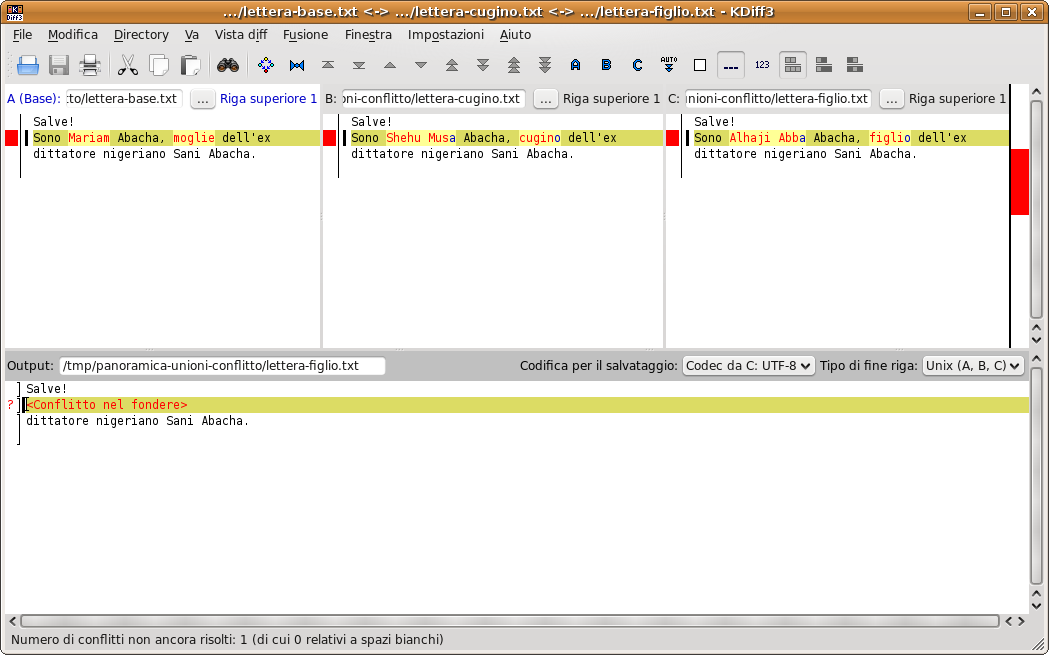 .../lettera-base.txt <-> .../lettera-cugino.txt <-> .../lettera-figlio.txt - KDiff3
File Modifica Directory Va Vista diff Fusione Finestra Impostazioni Aiuto
A B C AUTO 123
A (Base): :to/lettera-base.txt ... Riga superiore 1 B: oni-conflitto/lettera-cugino.txt ... Riga superiore 1 C: unioni-conflitto/lettera-figlio.txt ... Riga superiore 1
Salve! Salve! Salve!
Sono Mariam Abacha, moglie dell'ex Sono Shehu Musa Abacha, cugino dell'ex Sono Alhaji Abba Abacha, figlio dell'ex
dittatore nigeriano Sani Abacha. dittatore nigeriano Sani Abacha. dittatore nigeriano Sani Abacha.
Output: /tmp/panoramica-unioni-conflitto/lettera-figlio.txt Codifica per il salvataggio: Codec da C: UTF-8 Tipo di fine riga: Unix (A, B, C)
Salve!
? <Conflitto nel fondere>
dittatore nigeriano Sani Abacha.
Numero di conflitti non ancora risolti: 1 (di cui 0 relativi a spazi bianchi)